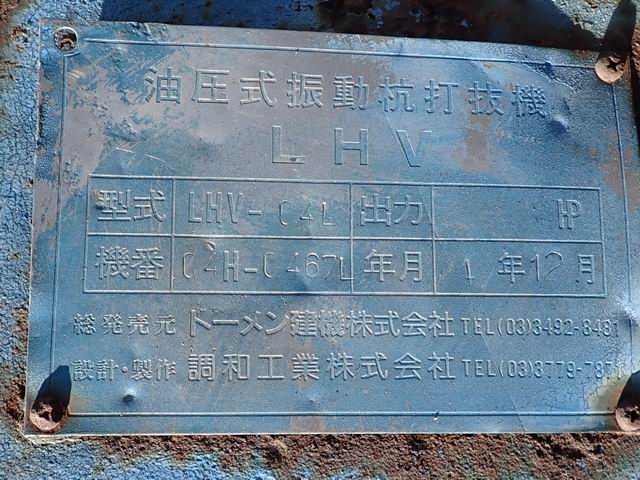 油圧式振動杭打抜機
LHV
型式 LHV-04L 出力 HP
機番 04H-0467L 年月 年12月
総発売元 トーメン建機株式会社 TEL(03)3492-8481
設計・製作 調和工業株式会社 TEL(03)3779-787